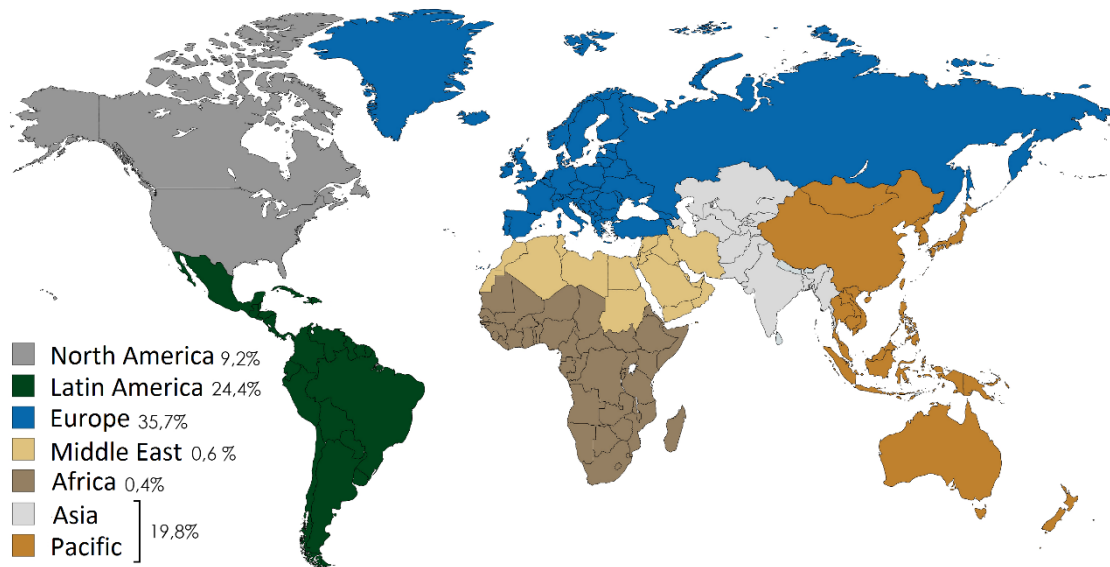 North America 9,2%
Latin America 24,4%
Europe 35,7%
Middle East 0,6 %
Africa 0,4%
Asia
19,8%
Pacific